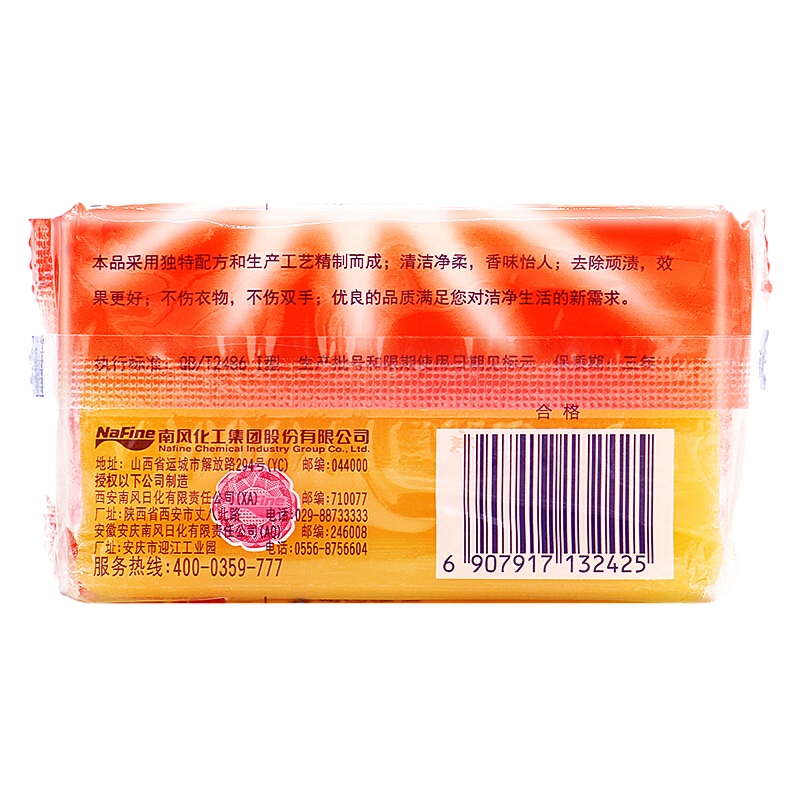 本品采用独特配方和生产工艺精制而成；清洁净柔，香味怡人；去除顽渍，效
果更好；不伤衣物，不伤双手；优良的品质满足您对洁净生活的新需求。
执行标准：QB/T2486 I型 生产批号和限期使用日期见标示 保质期：三年
合格
NaFine 南风化工集团股份有限公司
Nafine Chemical Industry Group Co., Ltd.
地址：山西省运城市解放路294号(YC) 邮编:044000
授权以下公司制造
西安南风日化有限责任公司(XA) 邮编:710077
厂址：陕西省西安市丈八北路 电话:029-88733333
安徽安庆南风日化有限责任公司(AQ) 邮编:246008
厂址：安庆市迎江工业园 电话:0556-8756604
服务热线:400-0359-777
6 907917 132425